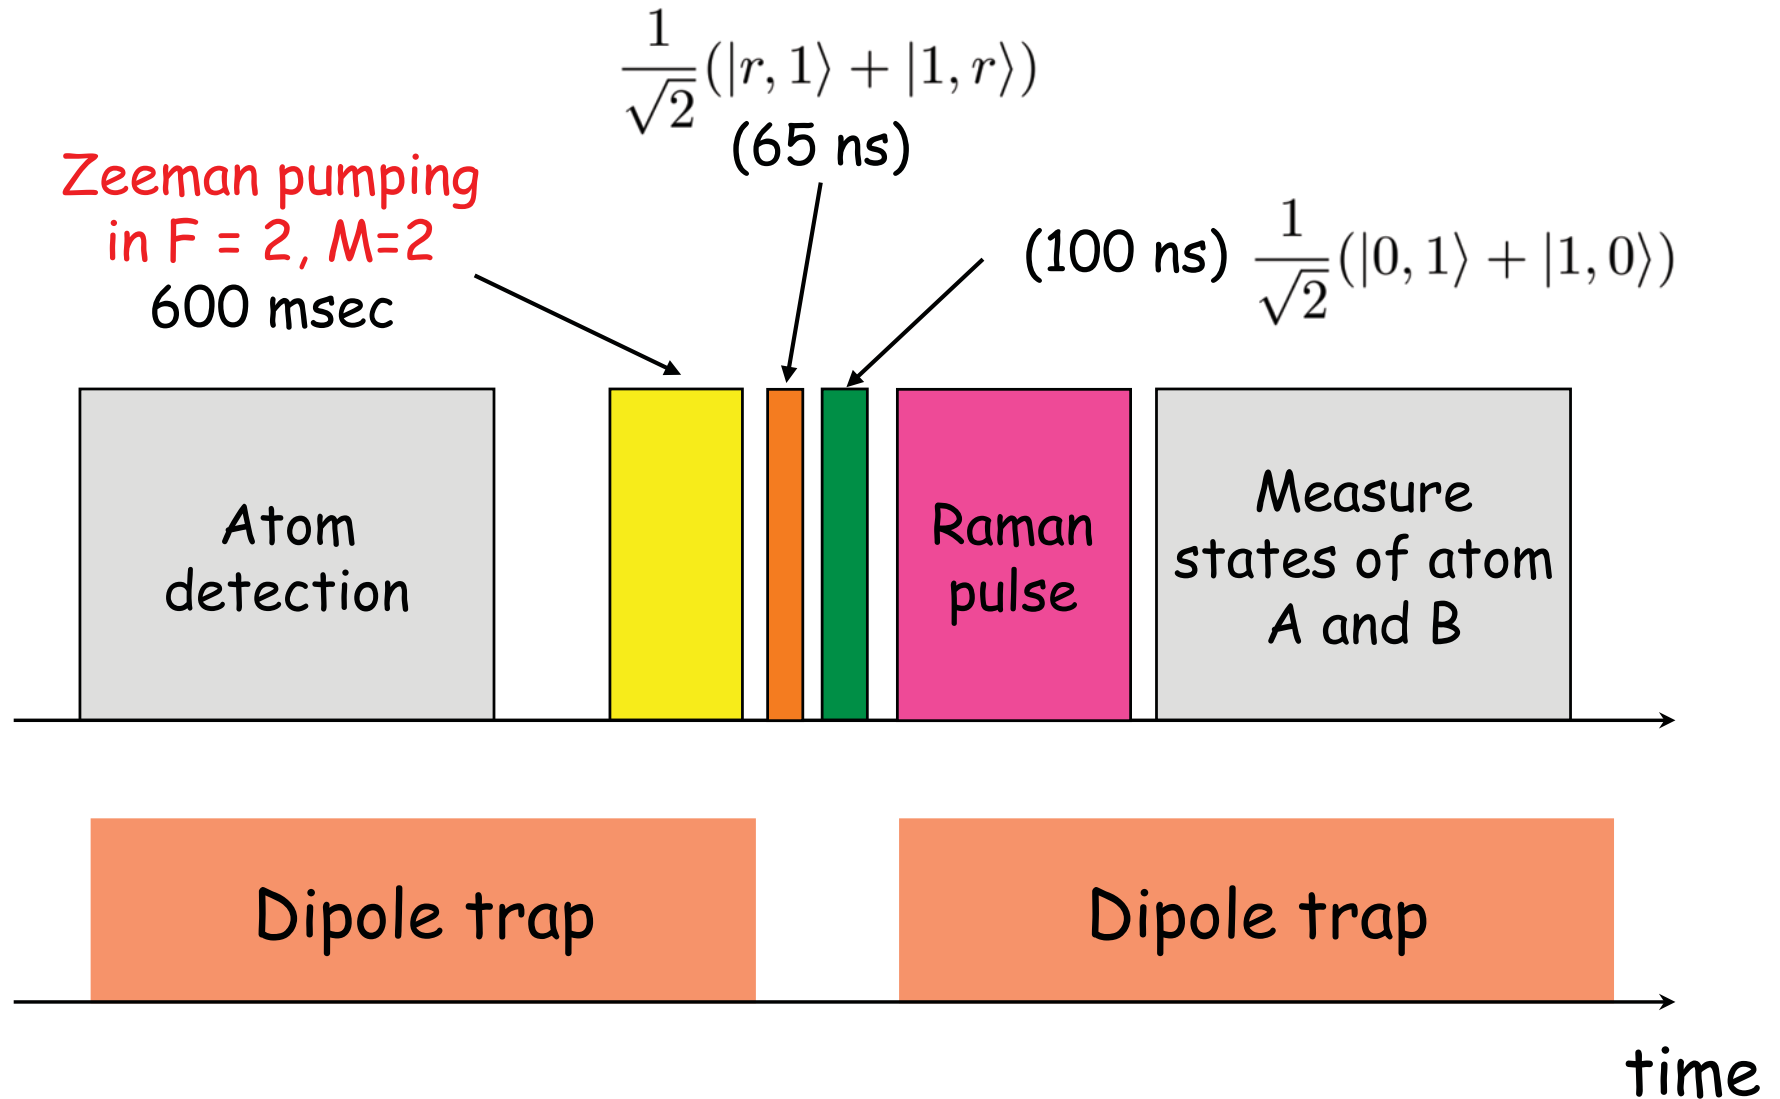 1/√2 (|r, 1⟩ + |1, r⟩)
(65 ns)
Zeeman pumping
in F = 2, M=2
600 msec
(100 ns) 1/√2 (|0, 1⟩ + |1, 0⟩)
Atom
detection
Raman
pulse
Measure
states of atom
A and B
Dipole trap
Dipole trap
time